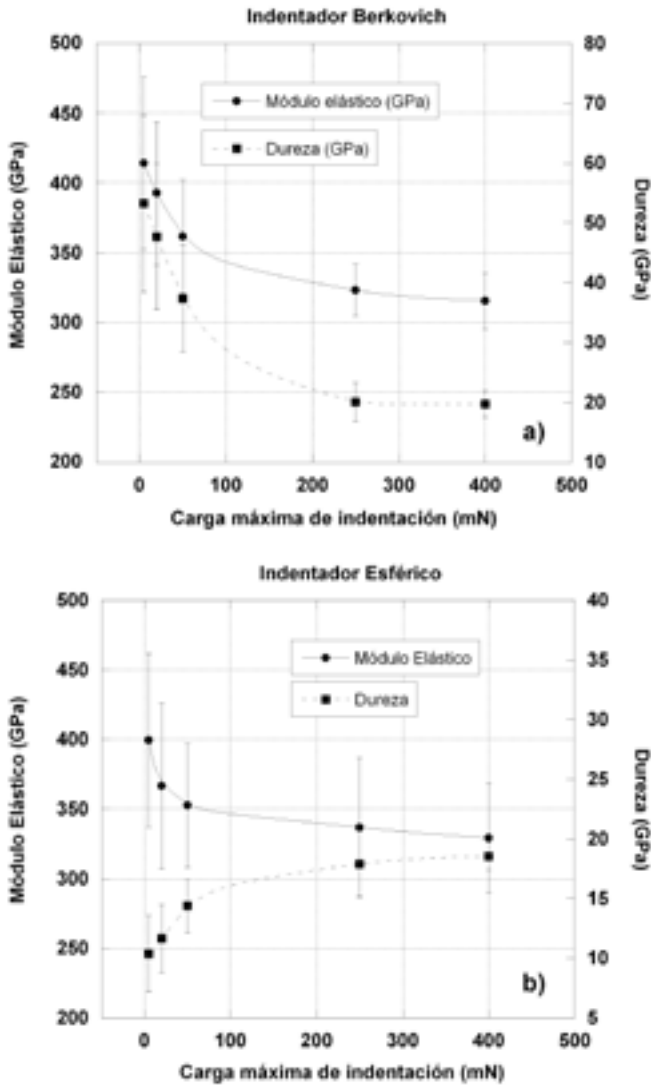 Indentador Berkovich
500
450
400
350
300
250
200
80
70
60
50
40
30
20
10
Módulo Elástico (GPa)
Dureza (GPa)
Módulo elástico (GPa)
Dureza (GPa)
a)
0 100 200 300 400 500
Carga máxima de indentación (mN)
Indentador Esférico
500
450
400
350
300
250
200
40
35
30
25
20
15
10
5
Módulo Elástico (GPa)
Dureza (GPa)
Módulo Elástico
Dureza
b)
0 100 200 300 400 500
Carga máxima de indentación (mN)